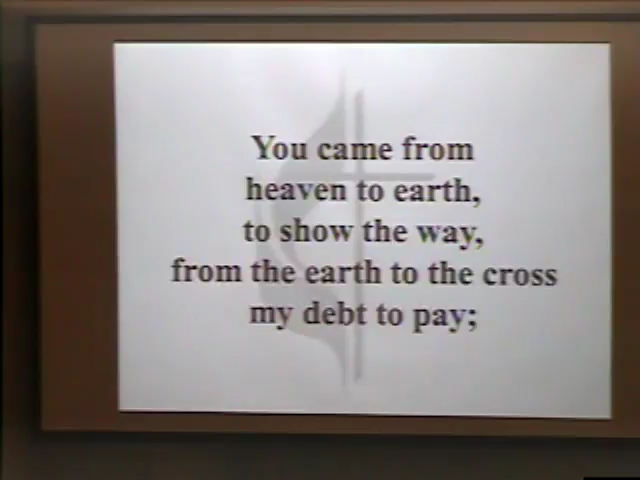 You came from
heaven to earth,
to show the way,
from the earth to the cross
my debt to pay;